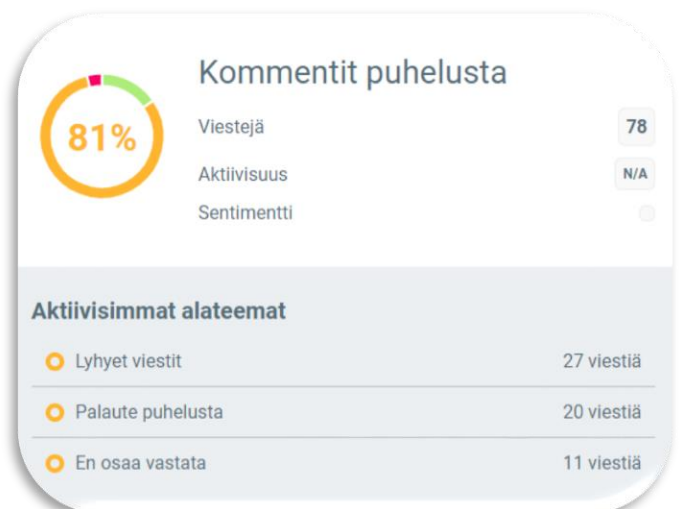 Kommentit puhelusta
81%
Viestejä 78
Aktiivisuus N/A
Sentimentti
Aktiivisimmat alateemat
Lyhyet viestit 27 viestiä
Palaute puhelusta 20 viestiä
En osaa vastata 11 viestiä